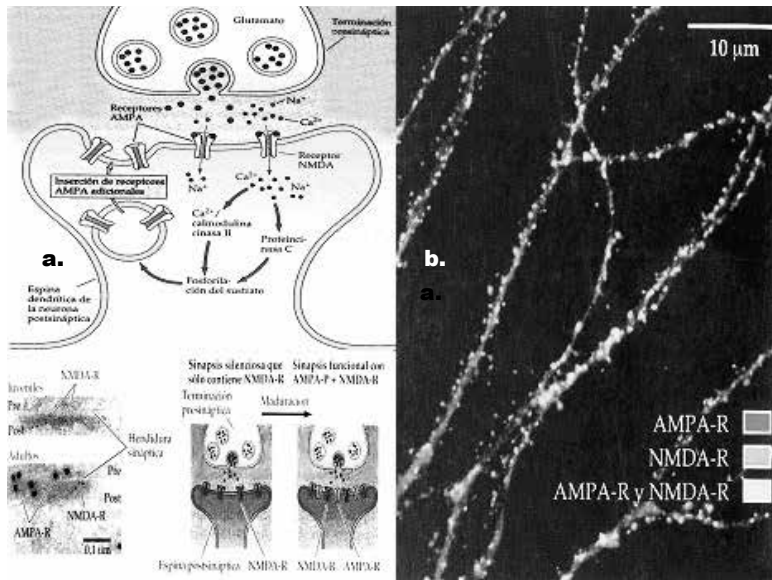 Glutamato
Terminación
presináptica
Receptores
AMPA
Na⁺
Ca²⁺
Receptor
NMDA
Inserción de receptores
AMPA adicionales
Na⁺
Ca²⁺
Na⁺
Ca²⁺/
calmodulina
cinasa II
Proteinci-
nasa C
Fosforila-
ción del sustrato
Espina
dendrítica de
la neurona
postsináptica
a.
NMDA-R
Juveniles
Pre
Post
Hendidura
sináptica
Adultos
Pre
Post
NMDA-R
AMPA-R
0,1 µm
Sinapsis silenciosa que
sólo contiene NMDA-R
Sinapsis funcional con
AMPA-P + NMDA-R
Terminación
presináptica
Maduración
Espina postsináptica
NMDA-R
NMDA-R
AMPA-R
10 µm
b.
a.
AMPA-R
NMDA-R
AMPA-R y NMDA-R